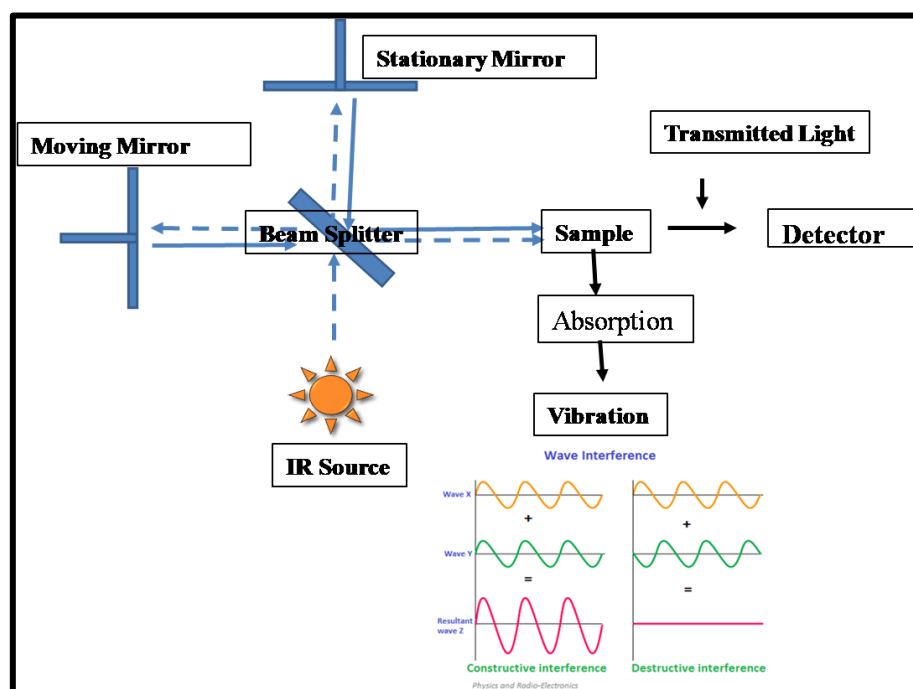 Stationary Mirror
Transmitted Light
Moving Mirror
Beam Splitter
Sample
Detector
Absorption
Vibration
IR Source
Wave Interference
Wave X
+
+
Wave Y
=
=
Resultant
wave Z
Constructive interference
Destructive interference
Physics and Radio-Electronics